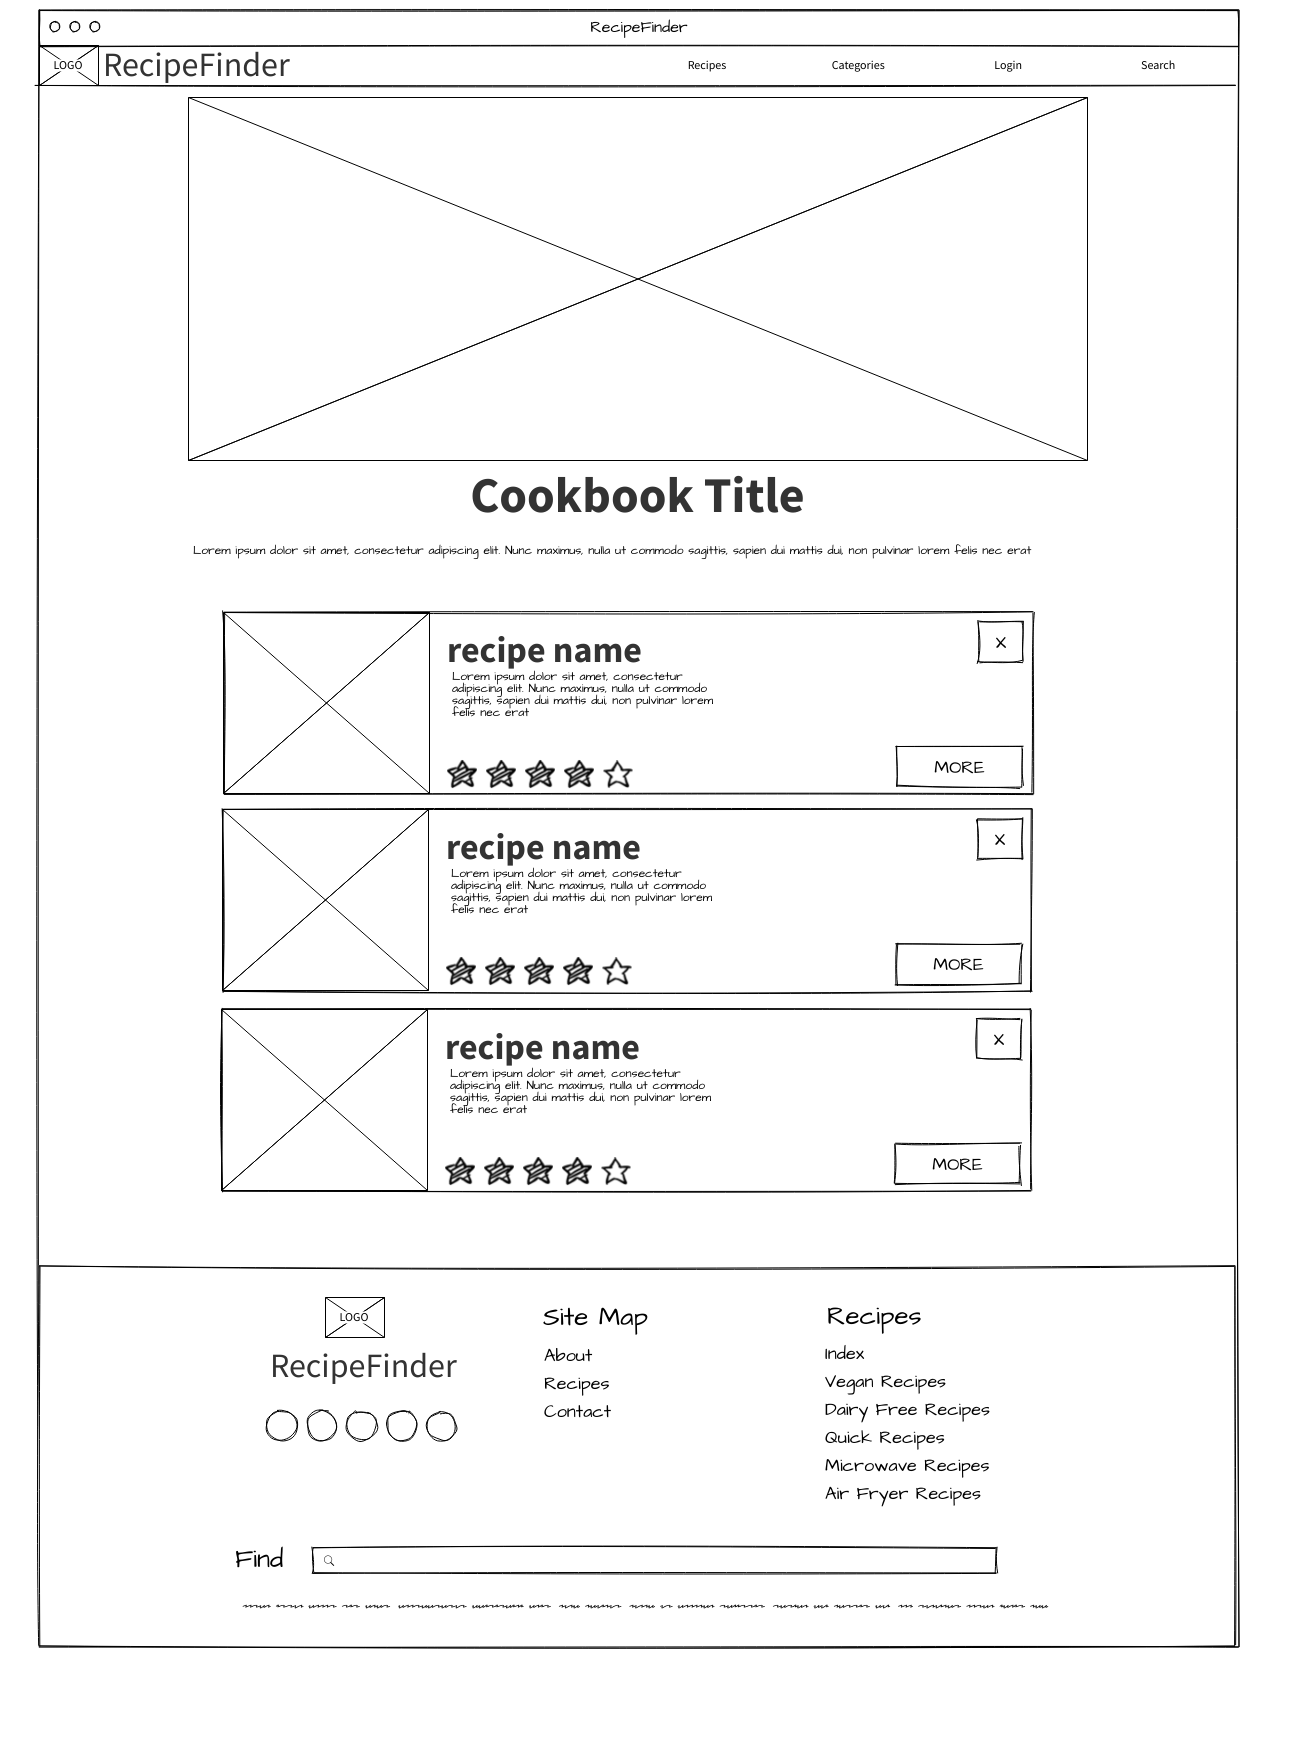 RecipeFinder
LOGO RecipeFinder Recipes Categories Login Search
Cookbook Title
Lorem ipsum dolor sit amet, consectetur adipiscing elit. Nunc maximus, nulla ut commodo sagittis, sapien dui mattis dui, non pulvinar lorem felis nec erat
recipe name
X
Lorem ipsum dolor sit amet, consectetur
adipiscing elit. Nunc maximus, nulla ut commodo
sagittis, sapien dui mattis dui, non pulvinar lorem
felis nec erat
MORE
recipe name
X
Lorem ipsum dolor sit amet, consectetur
adipiscing elit. Nunc maximus, nulla ut commodo
sagittis, sapien dui mattis dui, non pulvinar lorem
felis nec erat
MORE
recipe name
X
Lorem ipsum dolor sit amet, consectetur
adipiscing elit. Nunc maximus, nulla ut commodo
sagittis, sapien dui mattis dui, non pulvinar lorem
felis nec erat
MORE
LOGO
RecipeFinder
Site Map
About
Recipes
Contact
Recipes
Index
Vegan Recipes
Dairy Free Recipes
Quick Recipes
Microwave Recipes
Air Fryer Recipes
Find